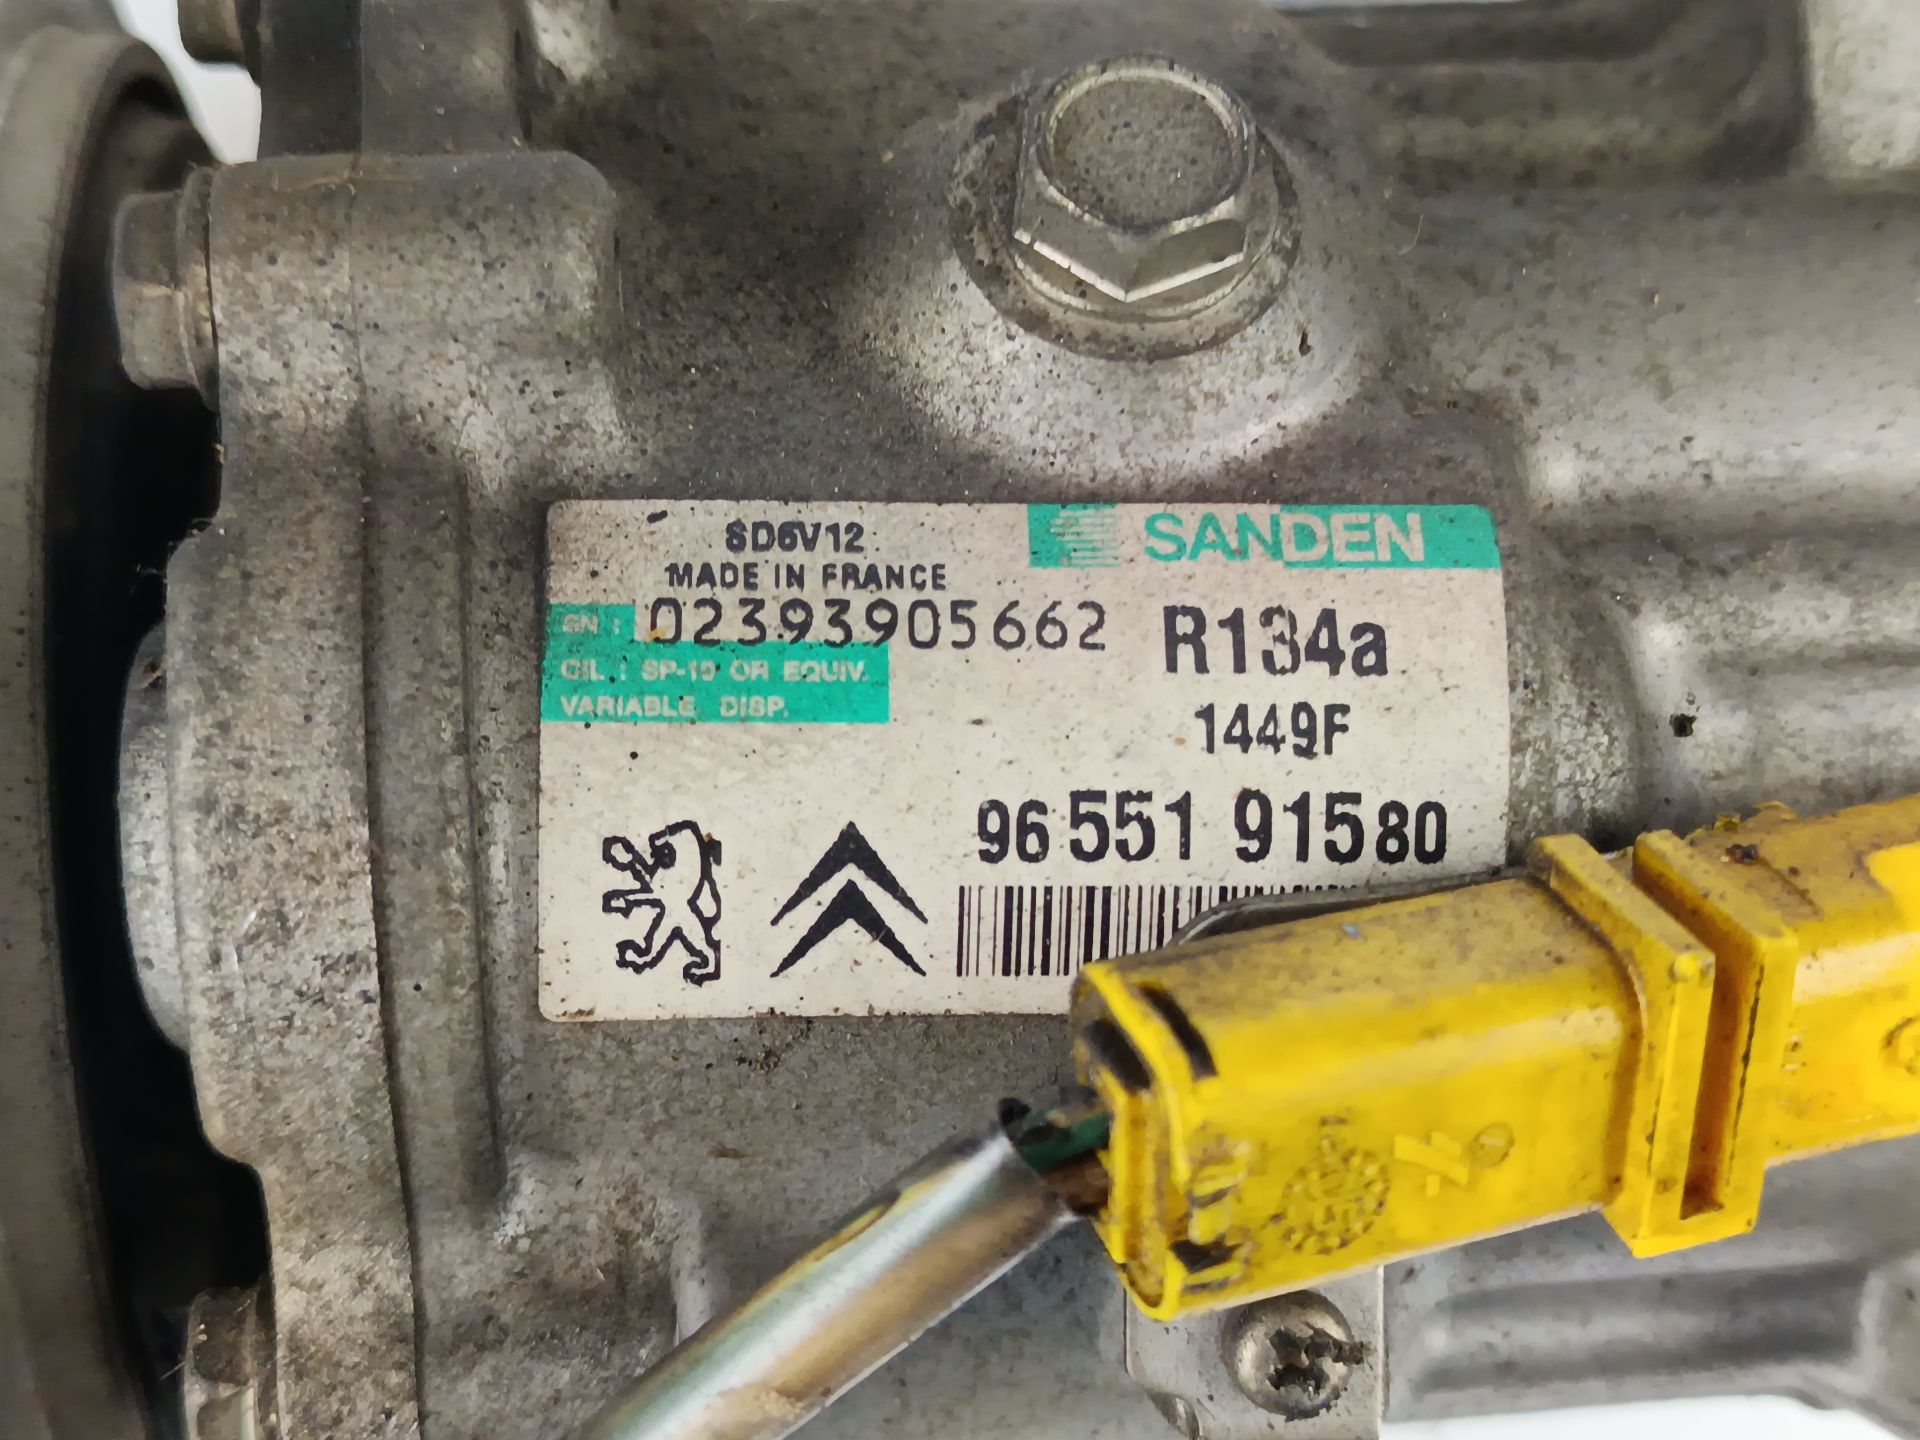 SD6V12
MADE IN FRANCE
SANDEN
SN : 02393905662
R134a
OIL : SP-10 OR EQUIV.
VARIABLE DISP.
1449F
96 551 915 80